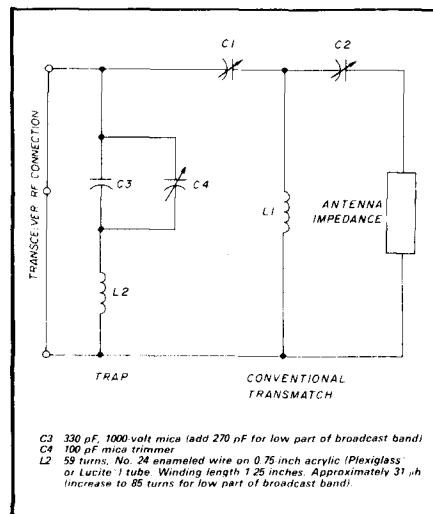 C1
C2
C3
C4
L1
L2
TRANSCEIVER RF CONNECTION
ANTENNA
IMPEDANCE
TRAP
CONVENTIONAL
TRANSMATCH
C3 330 pF, 1000-volt mica (add 270 pF for low part of broadcast band)
C4 100 pF mica trimmer
L2 59 turns, No. 24 enameled wire on 0.75-inch acrylic (Plexiglass
or Lucite) tube. Winding length 1.25 inches. Approximately 31 µh
(increase to 85 turns for low part of broadcast band).